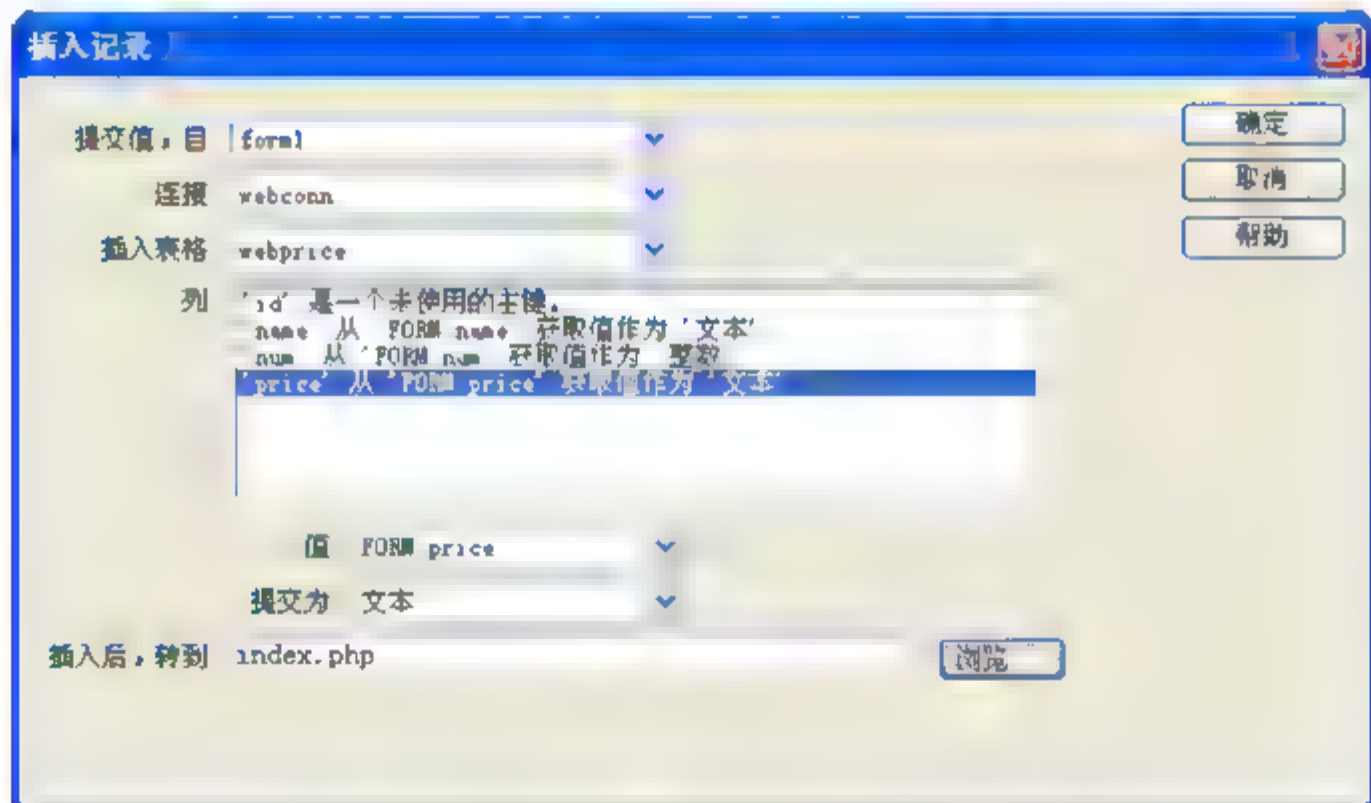 插入记录
提交值，自 form1
确定
连接 webconn
取消
插入表格 webprice
帮助
列 'id' 是一个未使用的主键.
'name' 从 'FORM name' 获取值作为 '文本'
'num' 从 'FORM num' 获取值作为 '整数'
'price' 从 'FORM price' 获取值作为 '文本'
值 FORM price
提交为 文本
插入后，转到 index.php 浏览